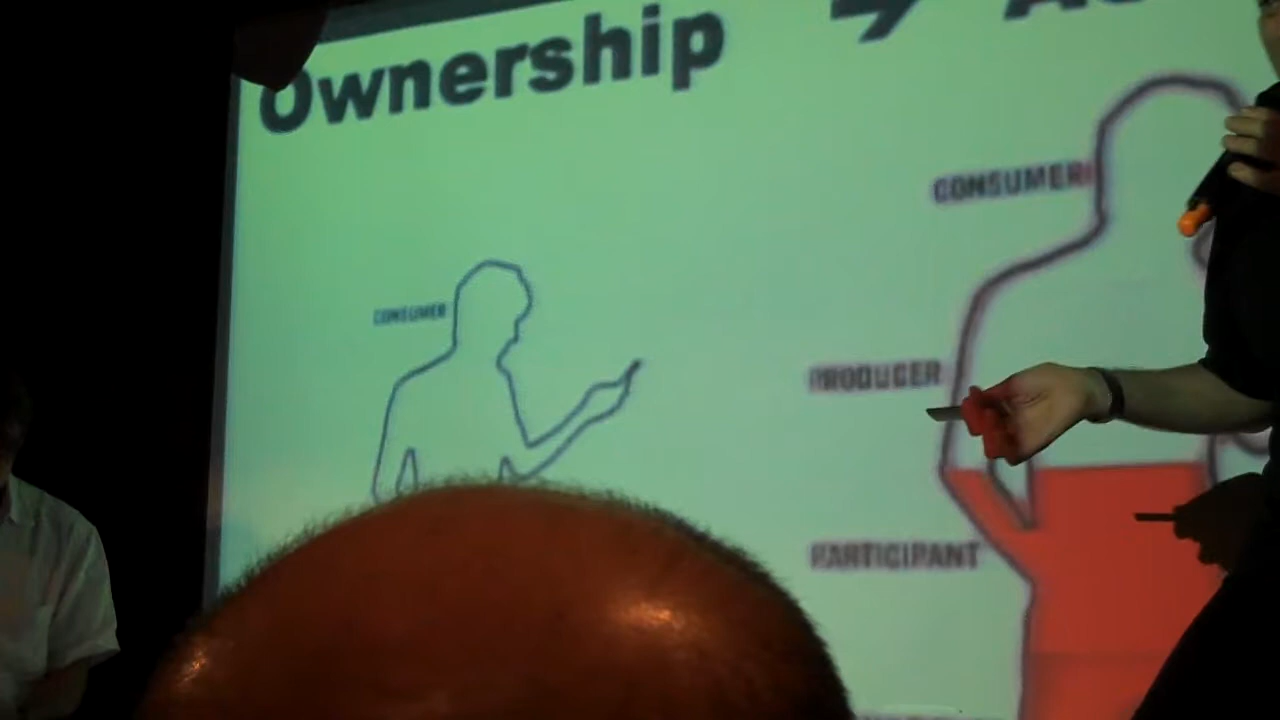 Ownership →
CONSUMER
CONSUMER
PRODUCER
PARTICIPANT